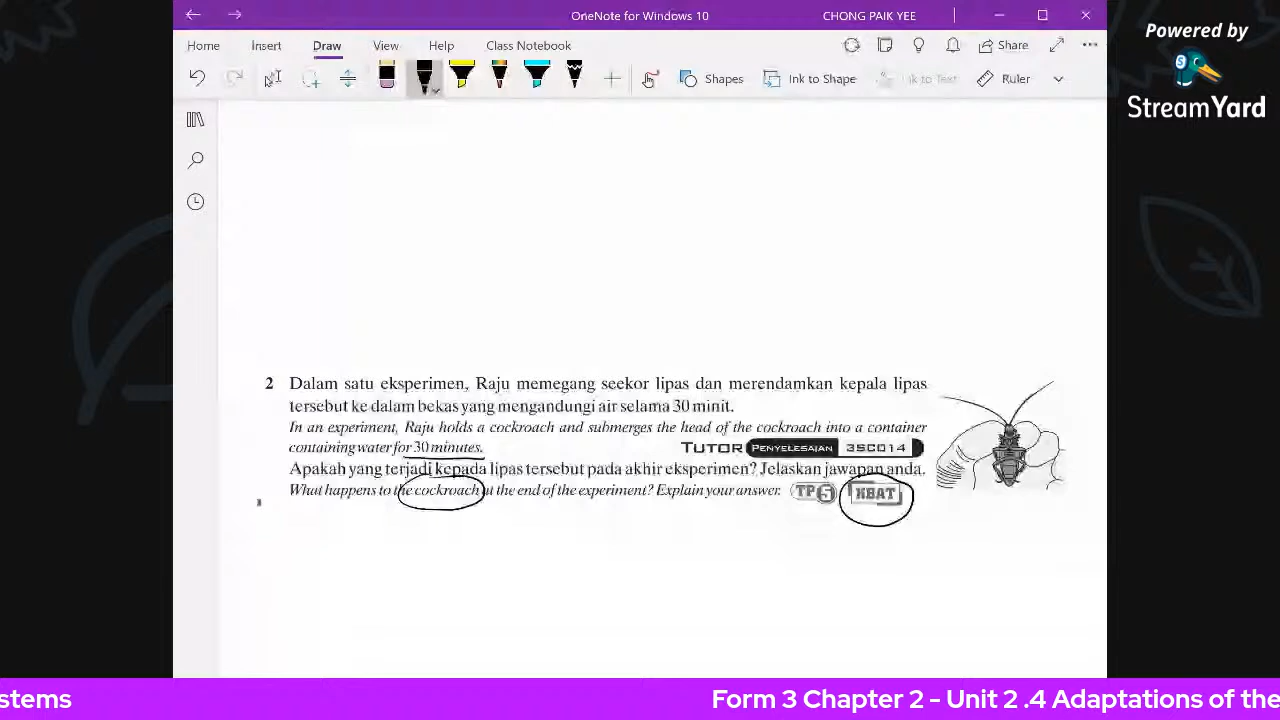 OneNote for Windows 10
CHONG PAIK YEE
Powered by
StreamYard
Home Insert Draw View Help Class Notebook Share
Shapes Ink to Shape Ink to Text Ruler
2 Dalam satu eksperimen, Raju memegang seekor lipas dan merendamkan kepala lipas
tersebut ke dalam bekas yang mengandungi air selama 30 minit.
In an experiment, Raju holds a cockroach and submerges the head of the cockroach into a container
containing water for 30 minutes. TUTOR PENYELESAIAN 3SC014
Apakah yang terjadi kepada lipas tersebut pada akhir eksperimen? Jelaskan jawapan anda.
What happens to the cockroach at the end of the experiment? Explain your answer. TP 5 KBAT
stems Form 3 Chapter 2 - Unit 2 .4 Adaptations of the